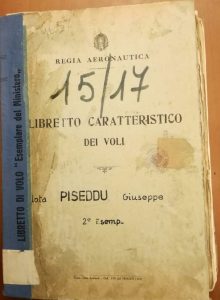 LIBRETTO DI VOLO "Esemplare del Ministero"
REGIA AERONAUTICA
15/17
LIBRETTO CARATTERISTICO
DEI VOLI
PISEDDU Giuseppe
2° Esemp.